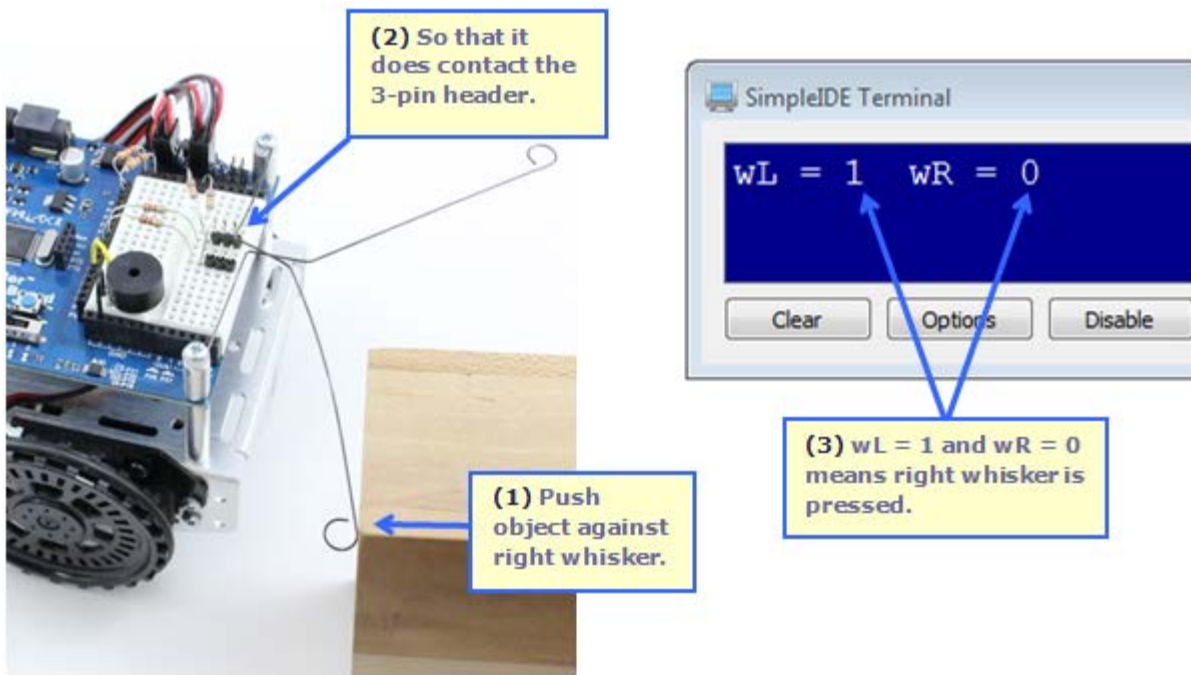 (2) So that it
does contact the
3-pin header.
SimpleIDE Terminal
wL = 1 wR = 0
Clear Options Disable
(3) wL = 1 and wR = 0
means right whisker is
pressed.
(1) Push
object against
right whisker.